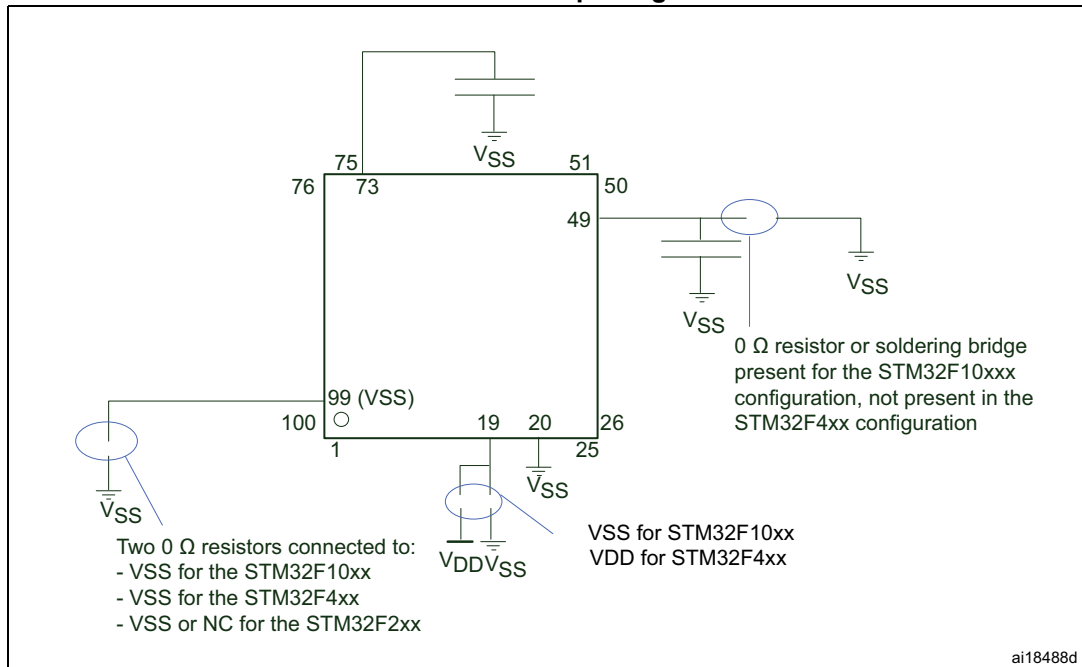 VSS
75
51
76
73
50
49
VSS
VSS
0 Ω resistor or soldering bridge
present for the STM32F10xxx
configuration, not present in the
STM32F4xx configuration
99 (VSS)
100
19
20
26
1
25
VSS
VSS
VDD VSS
VSS for STM32F10xx
VDD for STM32F4xx
Two 0 Ω resistors connected to:
- VSS for the STM32F10xx
- VSS for the STM32F4xx
- VSS or NC for the STM32F2xx
ai18488d